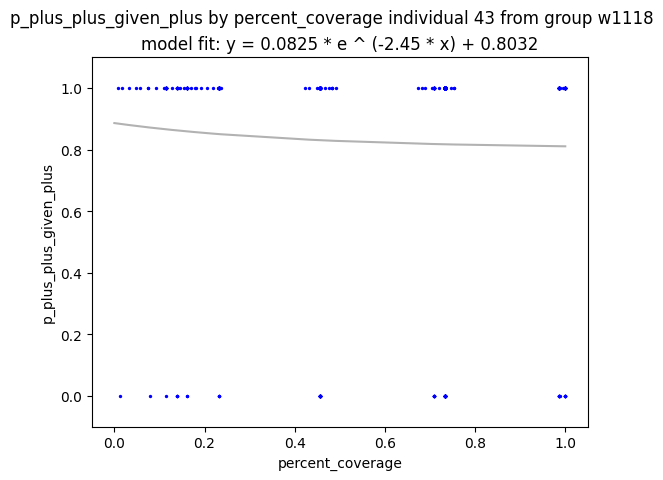 p_plus_plus_given_plus by percent_coverage individual 43 from group w1118
model fit: y = 0.0825 * e ^ (-2.45 * x) + 0.8032
1.0
0.8
0.6
0.4
0.2
0.0
p_plus_plus_given_plus
0.0 0.2 0.4 0.6 0.8 1.0
percent_coverage